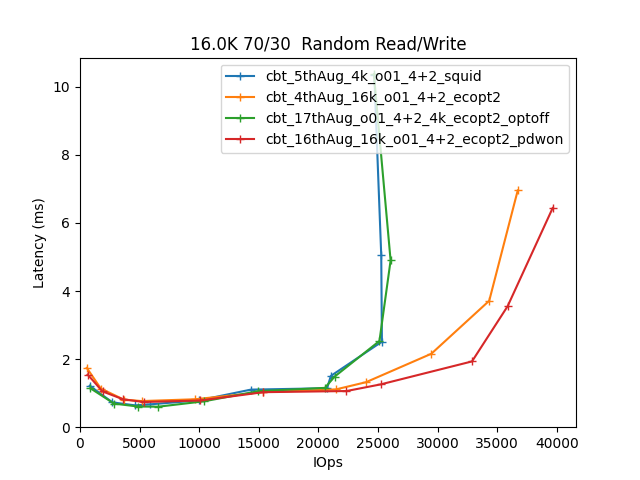 16.0K 70/30  Random Read/Write
cbt_5thAug_4k_o01_4+2_squid
cbt_4thAug_16k_o01_4+2_ecopt2
cbt_17thAug_o01_4+2_4k_ecopt2_optoff
cbt_16thAug_16k_o01_4+2_ecopt2_pdwon
10
8
6
4
2
0
Latency (ms)
0 5000 10000 15000 20000 25000 30000 35000 40000
IOps